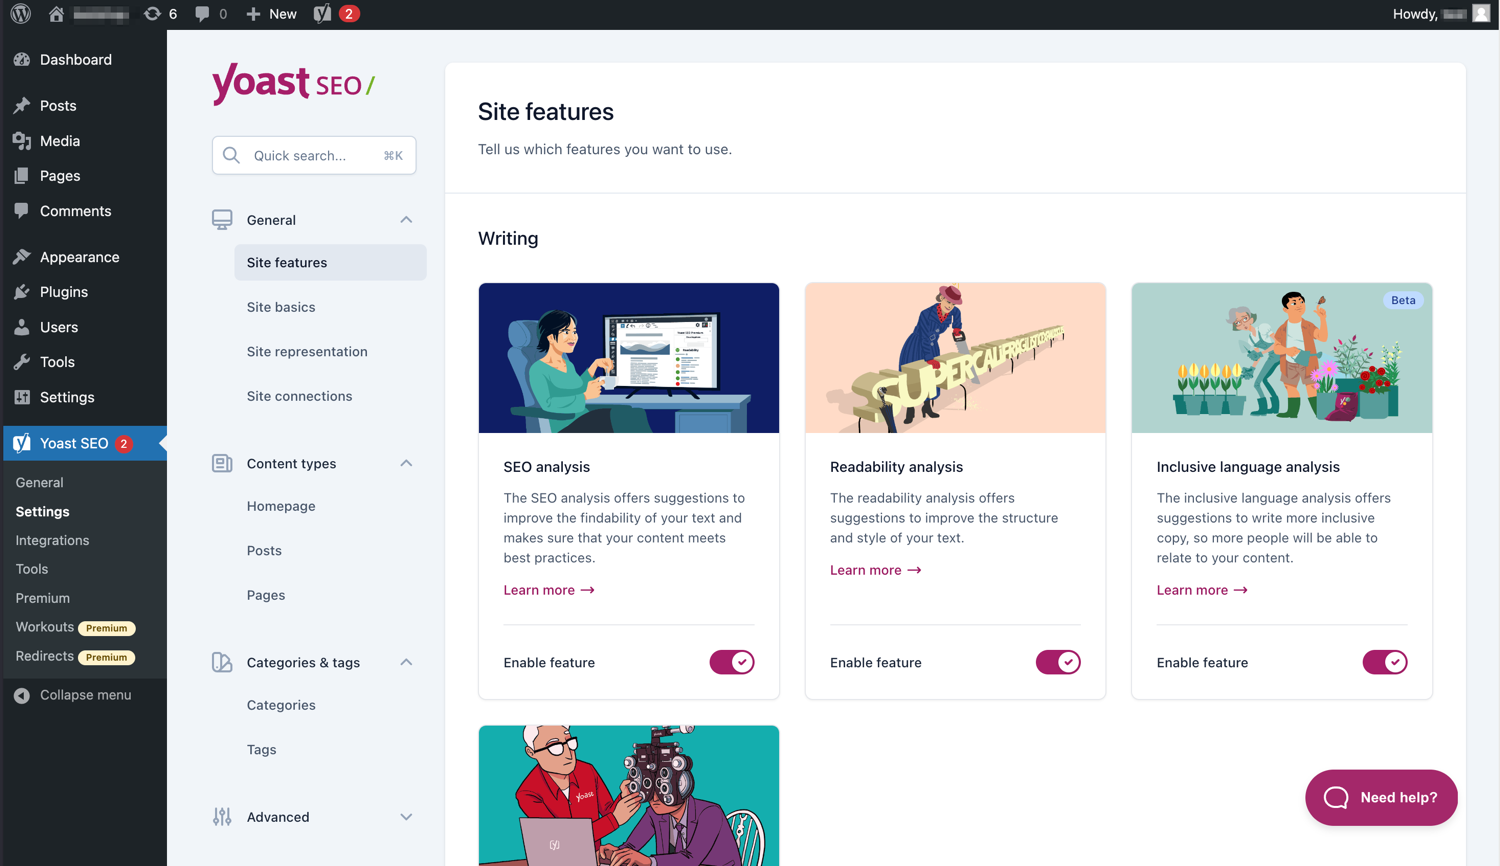 6
0
New
2
Howdy,
Dashboard
Posts
Media
Pages
Comments
Appearance
Plugins
Users
Tools
Settings
Yoast SEO 2
General
Settings
Integrations
Tools
Premium
Workouts Premium
Redirects Premium
Collapse menu
yoast SEO/
Quick search... ⌘K
General
Site features
Site basics
Site representation
Site connections
Content types
Homepage
Posts
Pages
Categories & tags
Categories
Tags
Advanced
Site features
Tell us which features you want to use.
Writing
SEO analysis
The SEO analysis offers suggestions to
improve the findability of your text and
makes sure that your content meets
best practices.
Learn more →
Enable feature
SUPERCALIFRAGILISTIC
Readability analysis
The readability analysis offers
suggestions to improve the structure
and style of your text.
Learn more →
Enable feature
Beta
Inclusive language analysis
The inclusive language analysis offers
suggestions to write more inclusive
copy, so more people will be able to
relate to your content.
Learn more →
Enable feature
yoast
Need help?